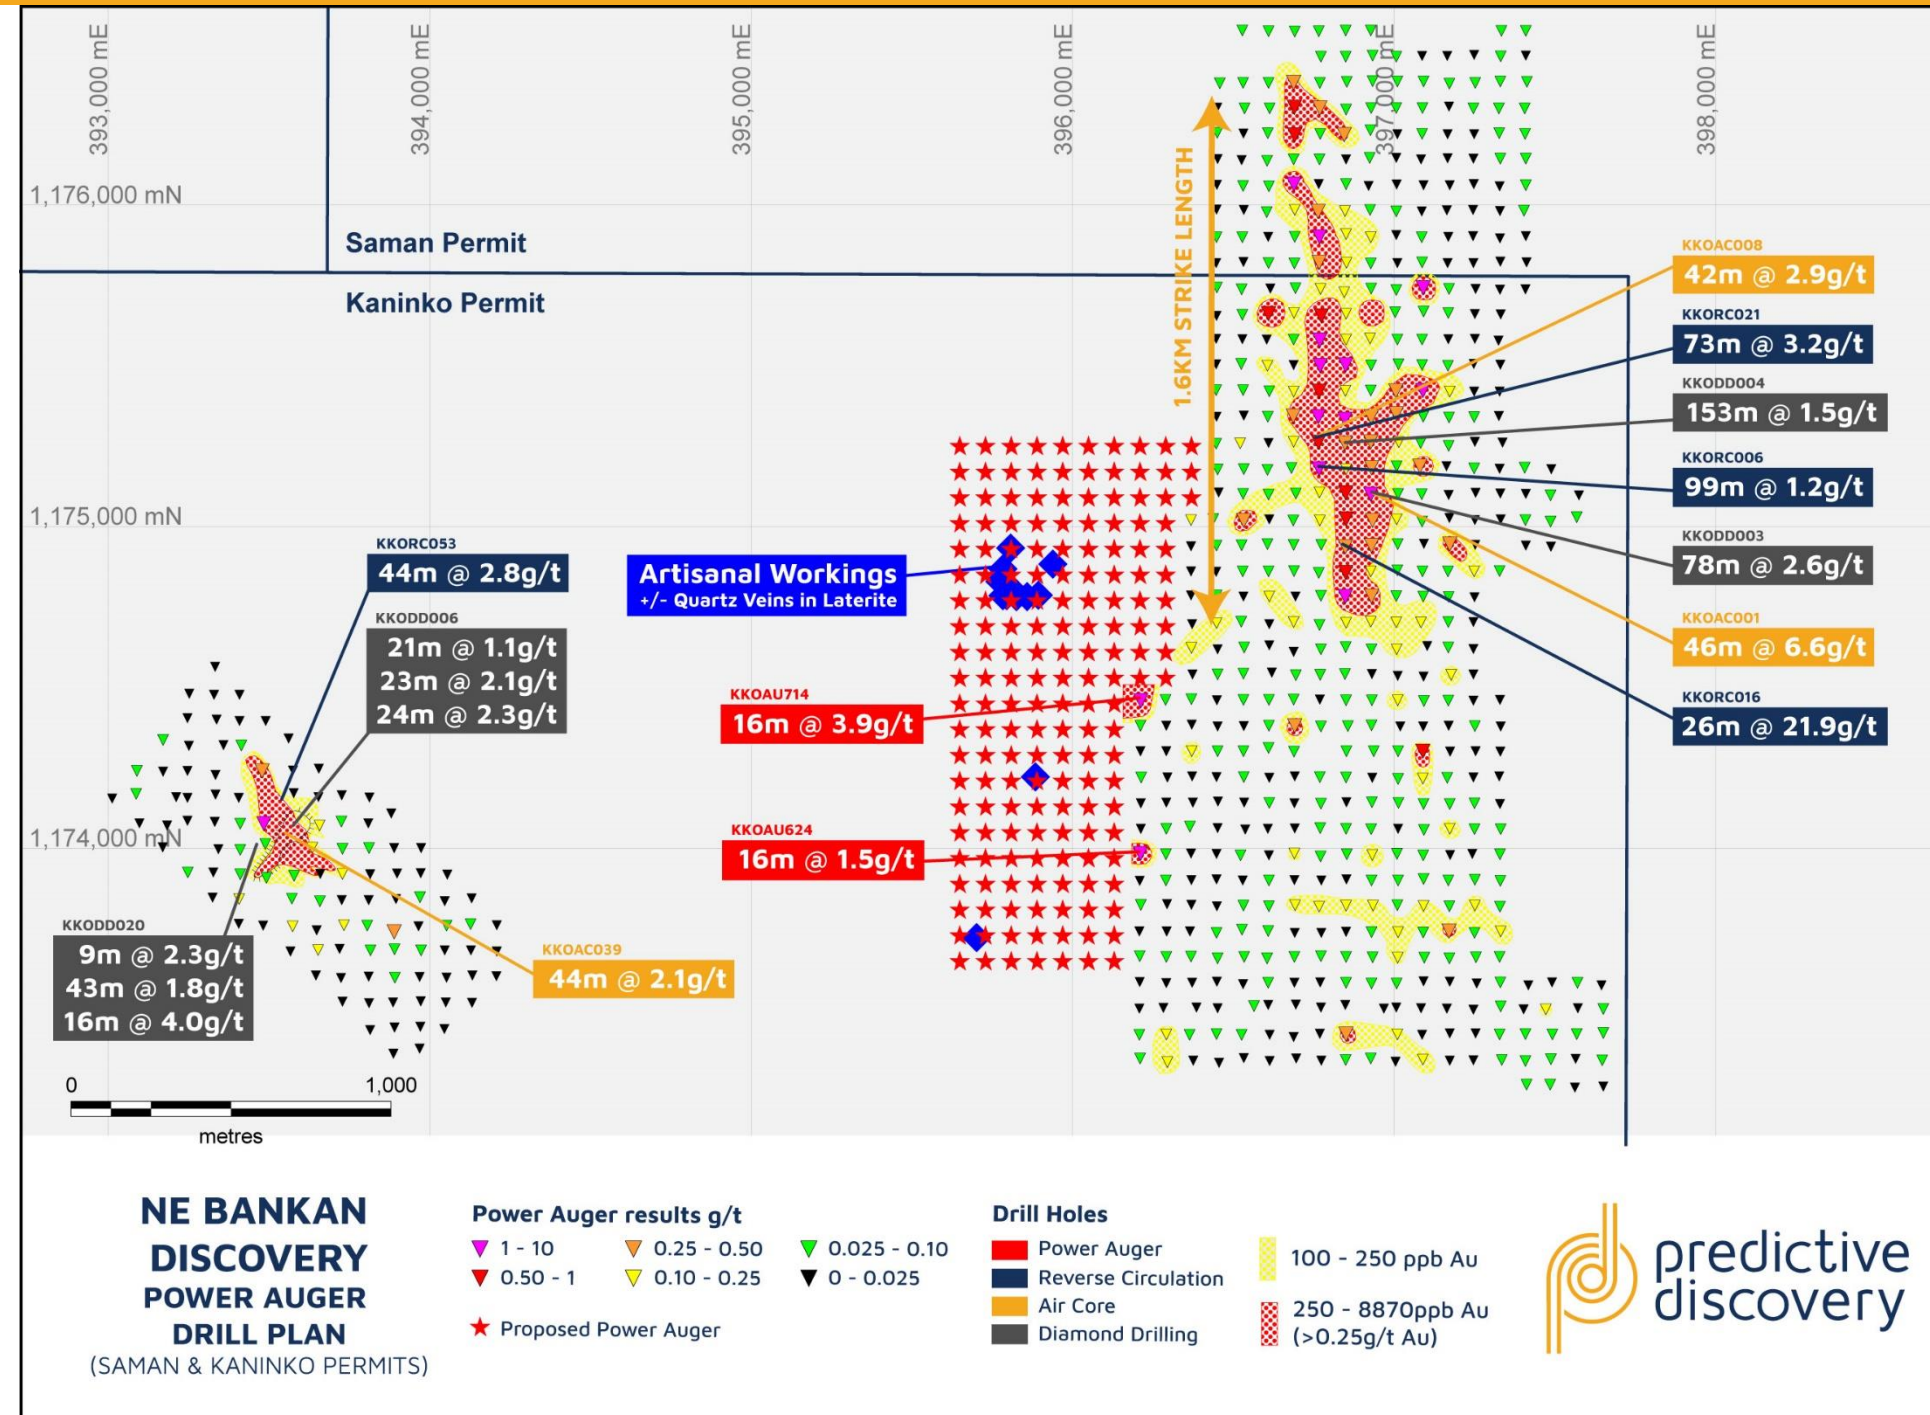 393,000 mE
394,000 mE
395,000 mE
396,000 mE
397,000 mE
398,000 mE
1,176,000 mN
Saman Permit
Kaninko Permit
1.6KM STRIKE LENGTH
KKOAC008
42m @ 2.9g/t
KKORC021
73m @ 3.2g/t
KKODD004
153m @ 1.5g/t
KKORC006
99m @ 1.2g/t
KKODD003
78m @ 2.6g/t
KKOAC001
46m @ 6.6g/t
KKORC016
26m @ 21.9g/t
1,175,000 mN
KKORC053
44m @ 2.8g/t
KKODD006
21m @ 1.1g/t
23m @ 2.1g/t
24m @ 2.3g/t
Artisanal Workings
+/- Quartz Veins in Laterite
KKOAU714
16m @ 3.9g/t
KKOAU624
16m @ 1.5g/t
1,174,000 mN
KKODD020
9m @ 2.3g/t
43m @ 1.8g/t
16m @ 4.0g/t
KKOAC039
44m @ 2.1g/t
0 1,000
metres
NE BANKAN
DISCOVERY
POWER AUGER
DRILL PLAN
(SAMAN & KANINKO PERMITS)
Power Auger results g/t
1 - 10
0.25 - 0.50
0.025 - 0.10
0.50 - 1
0.10 - 0.25
0 - 0.025
Proposed Power Auger
Drill Holes
Power Auger
Reverse Circulation
Air Core
Diamond Drilling
100 - 250 ppb Au
250 - 8870ppb Au
(>0.25g/t Au)
predictive
discovery